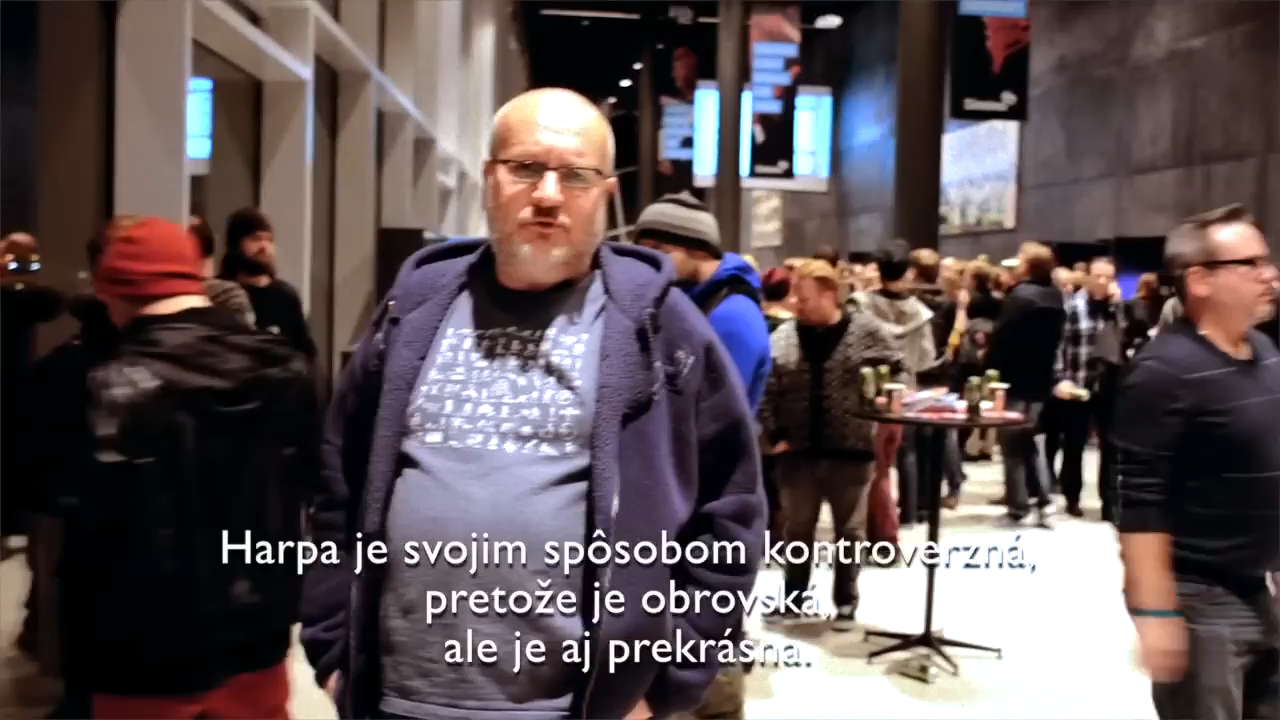 Harpa je svojim spôsobom kontroverzná,
pretože je obrovská,
ale je aj prekrásna.